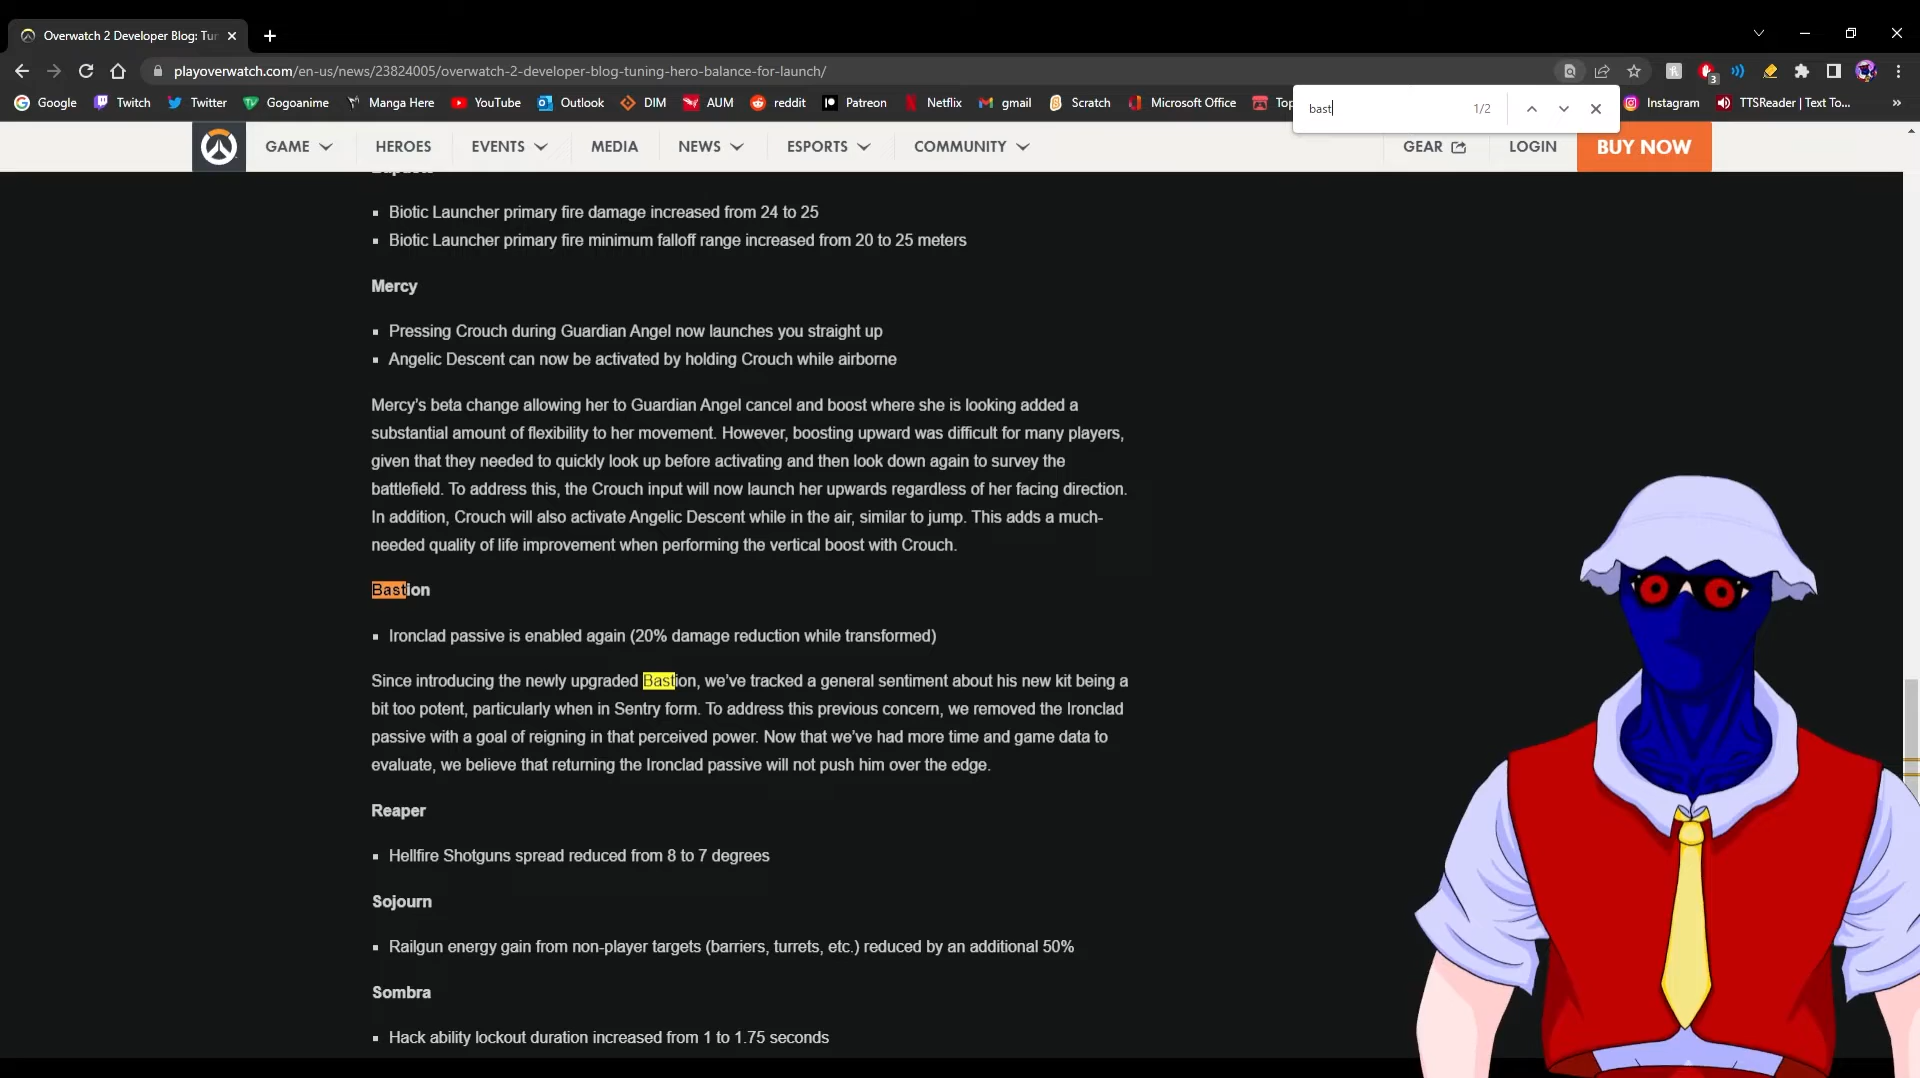 Overwatch 2 Developer Blog: Tun
playoverwatch.com/en-us/news/23824005/overwatch-2-developer-blog-tuning-hero-balance-for-launch/
3
Google Twitch Twitter Gogoanime Manga Here YouTube Outlook DIM AUM reddit Patreon Netflix gmail Scratch Microsoft Office Top Instagram TTSReader | Text To... »
bast 1/2
GAME HEROES EVENTS MEDIA NEWS ESPORTS COMMUNITY GEAR LOGIN BUY NOW
Biotic Launcher primary fire damage increased from 24 to 25
Biotic Launcher primary fire minimum falloff range increased from 20 to 25 meters
Mercy
Pressing Crouch during Guardian Angel now launches you straight up
Angelic Descent can now be activated by holding Crouch while airborne
Mercy’s beta change allowing her to Guardian Angel cancel and boost where she is looking added a
substantial amount of flexibility to her movement. However, boosting upward was difficult for many players,
given that they needed to quickly look up before activating and then look down again to survey the
battlefield. To address this, the Crouch input will now launch her upwards regardless of her facing direction.
In addition, Crouch will also activate Angelic Descent while in the air, similar to jump. This adds a much-
needed quality of life improvement when performing the vertical boost with Crouch.
Bastion
Ironclad passive is enabled again (20% damage reduction while transformed)
Since introducing the newly upgraded Bastion, we’ve tracked a general sentiment about his new kit being a
bit too potent, particularly when in Sentry form. To address this previous concern, we removed the Ironclad
passive with a goal of reigning in that perceived power. Now that we’ve had more time and game data to
evaluate, we believe that returning the Ironclad passive will not push him over the edge.
Reaper
Hellfire Shotguns spread reduced from 8 to 7 degrees
Sojourn
Railgun energy gain from non-player targets (barriers, turrets, etc.) reduced by an additional 50%
Sombra
Hack ability lockout duration increased from 1 to 1.75 seconds